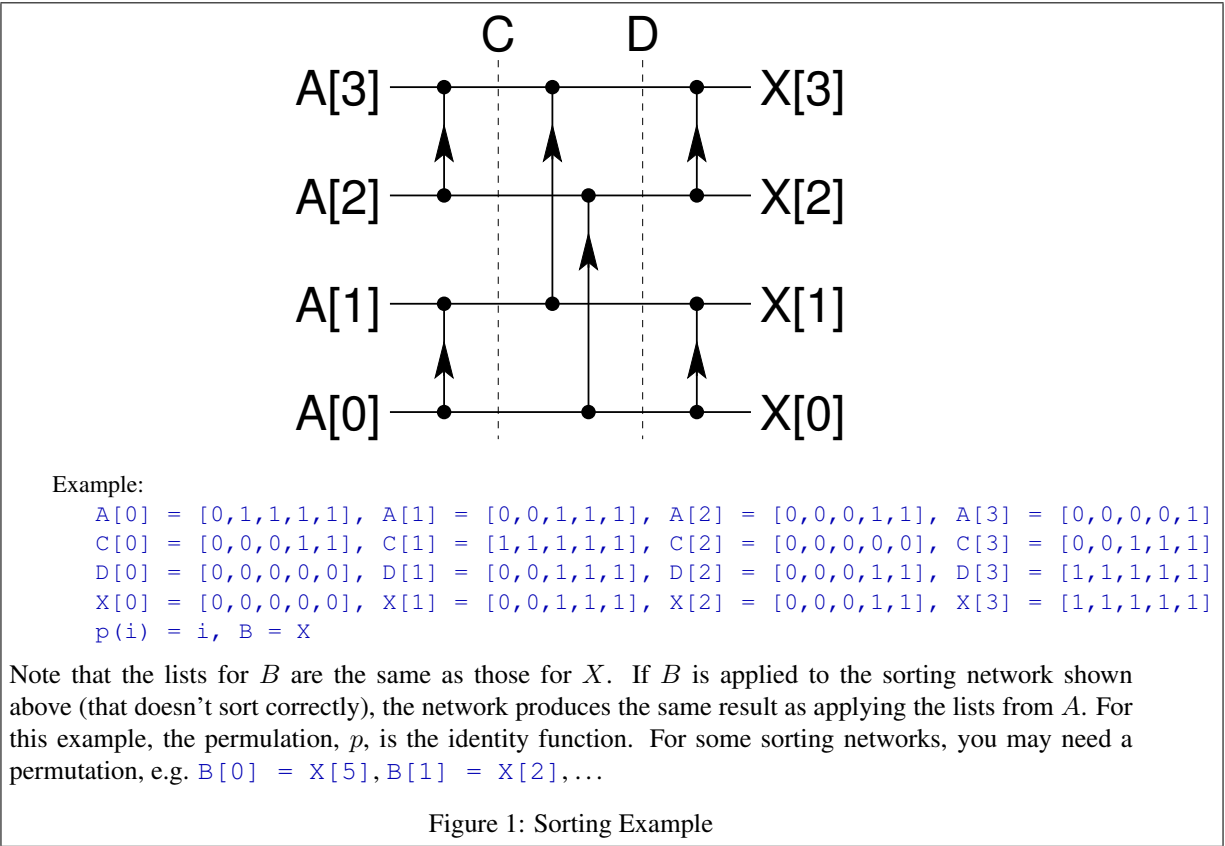 C D
A[3] X[3]
A[2] X[2]
A[1] X[1]
A[0] X[0]
Example:
A[0] = [0,1,1,1,1], A[1] = [0,0,1,1,1], A[2] = [0,0,0,1,1], A[3] = [0,0,0,0,1]
C[0] = [0,0,0,1,1], C[1] = [1,1,1,1,1], C[2] = [0,0,0,0,0], C[3] = [0,0,1,1,1]
D[0] = [0,0,0,0,0], D[1] = [0,0,1,1,1], D[2] = [0,0,0,1,1], D[3] = [1,1,1,1,1]
X[0] = [0,0,0,0,0], X[1] = [0,0,1,1,1], X[2] = [0,0,0,1,1], X[3] = [1,1,1,1,1]
p(i) = i, B = X
Note that the lists for B are the same as those for X. If B is applied to the sorting network shown
above (that doesn't sort correctly), the network produces the same result as applying the lists from A. For
this example, the permulation, p, is the identity function. For some sorting networks, you may need a
permutation, e.g. B[0] = X[5], B[1] = X[2], ...
Figure 1: Sorting Example